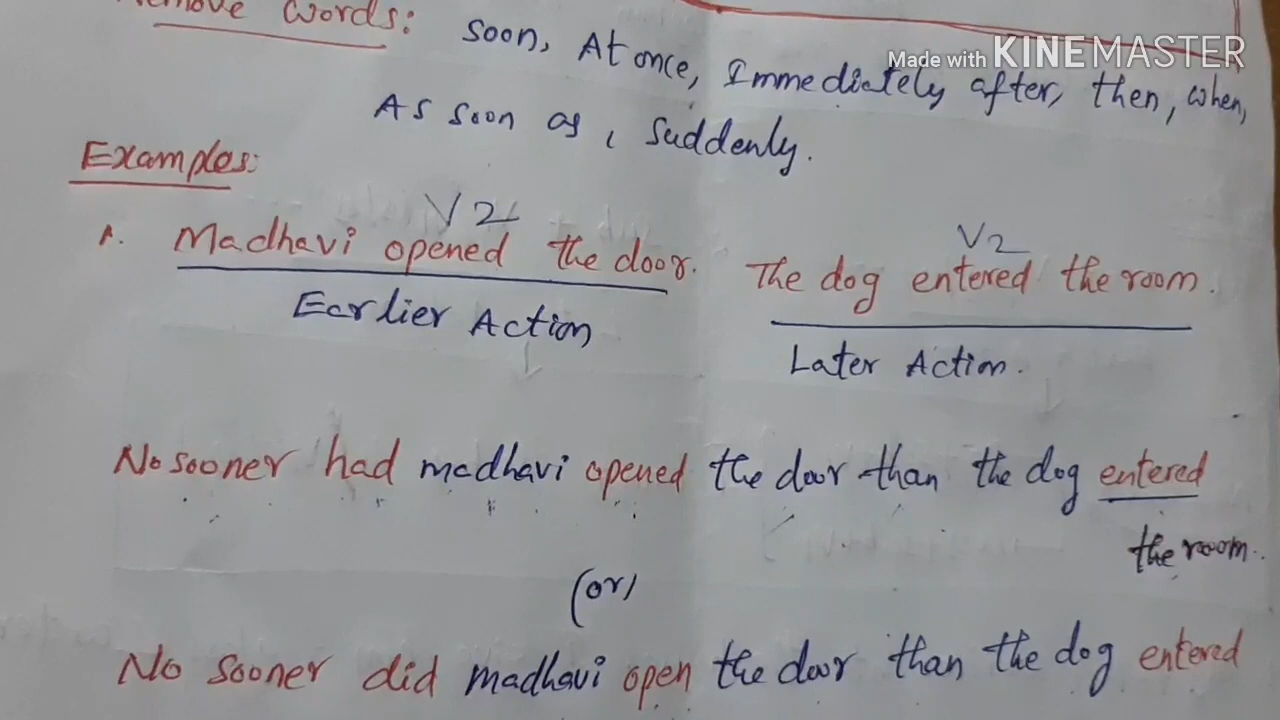 Remove Words: Soon, At once, Immediately after, then, when,
Made with KINEMASTER
As soon as, suddenly.
Examples:
V2 V2
1. Madhavi opened the door. The dog entered the room.
Earlier Action Later Action.
No sooner had madhavi opened the door than the dog entered
the room.
(or)
No sooner did madhavi open the door than the dog entered